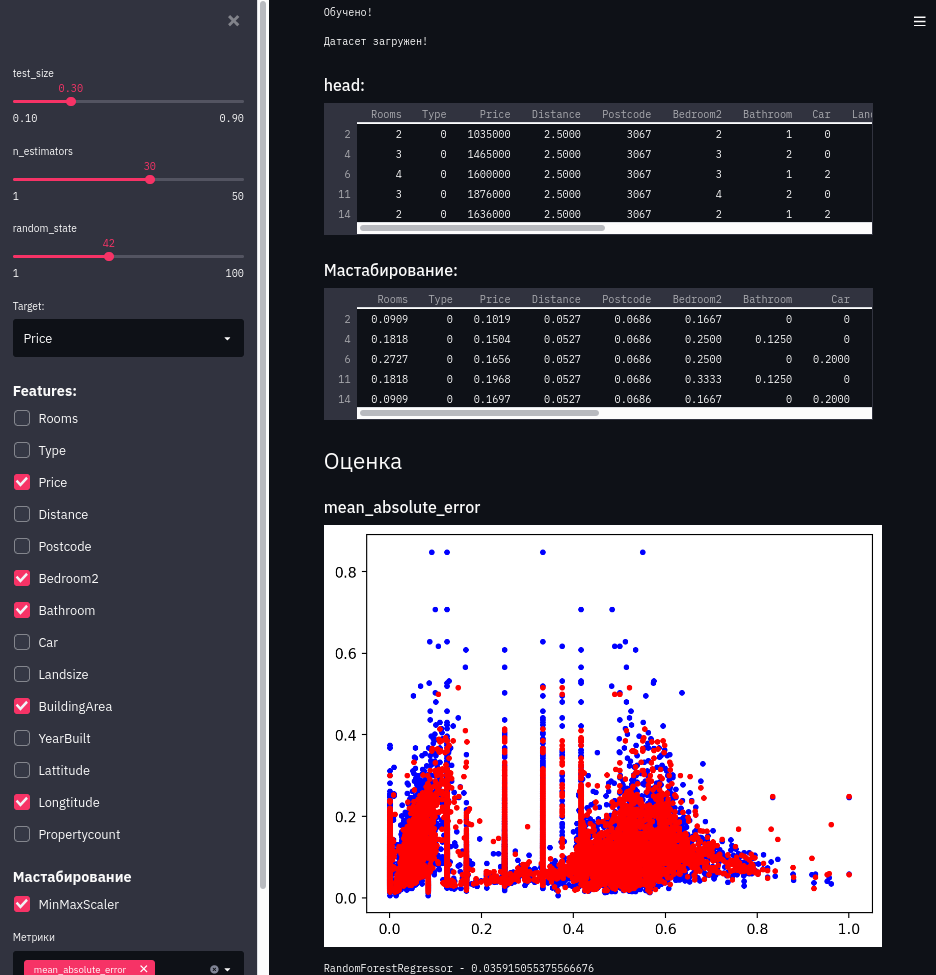 test_size
0.30
0.10 0.90
n_estimators
30
1 50
random_state
42
1 100
Target:
Price
Features:
Rooms
Type
Price
Distance
Postcode
Bedroom2
Bathroom
Car
Landsize
BuildingArea
YearBuilt
Lattitude
Longtitude
Propertycount
Мастабирование
MinMaxScaler
Метрики
mean_absolute_error
Обучено!
Датасет загружен!
head:
Rooms Type Price Distance Postcode Bedroom2 Bathroom Car Lan
2 2 0 1035000 2.5000 3067 2 1 0
4 3 0 1465000 2.5000 3067 3 2 0
6 4 0 1600000 2.5000 3067 3 1 2
11 3 0 1876000 2.5000 3067 4 2 0
14 2 0 1636000 2.5000 3067 2 1 2
Мастабирование:
Rooms Type Price Distance Postcode Bedroom2 Bathroom Car
2 0.0909 0 0.1019 0.0527 0.0686 0.1667 0 0
4 0.1818 0 0.1504 0.0527 0.0686 0.2500 0.1250 0
6 0.2727 0 0.1656 0.0527 0.0686 0.2500 0 0.2000
11 0.1818 0 0.1968 0.0527 0.0686 0.3333 0.1250 0
14 0.0909 0 0.1697 0.0527 0.0686 0.1667 0 0.2000
Оценка
mean_absolute_error
0.8
0.6
0.4
0.2
0.0
0.0 0.2 0.4 0.6 0.8 1.0
RandomForestRegressor - 0.035915055375566676